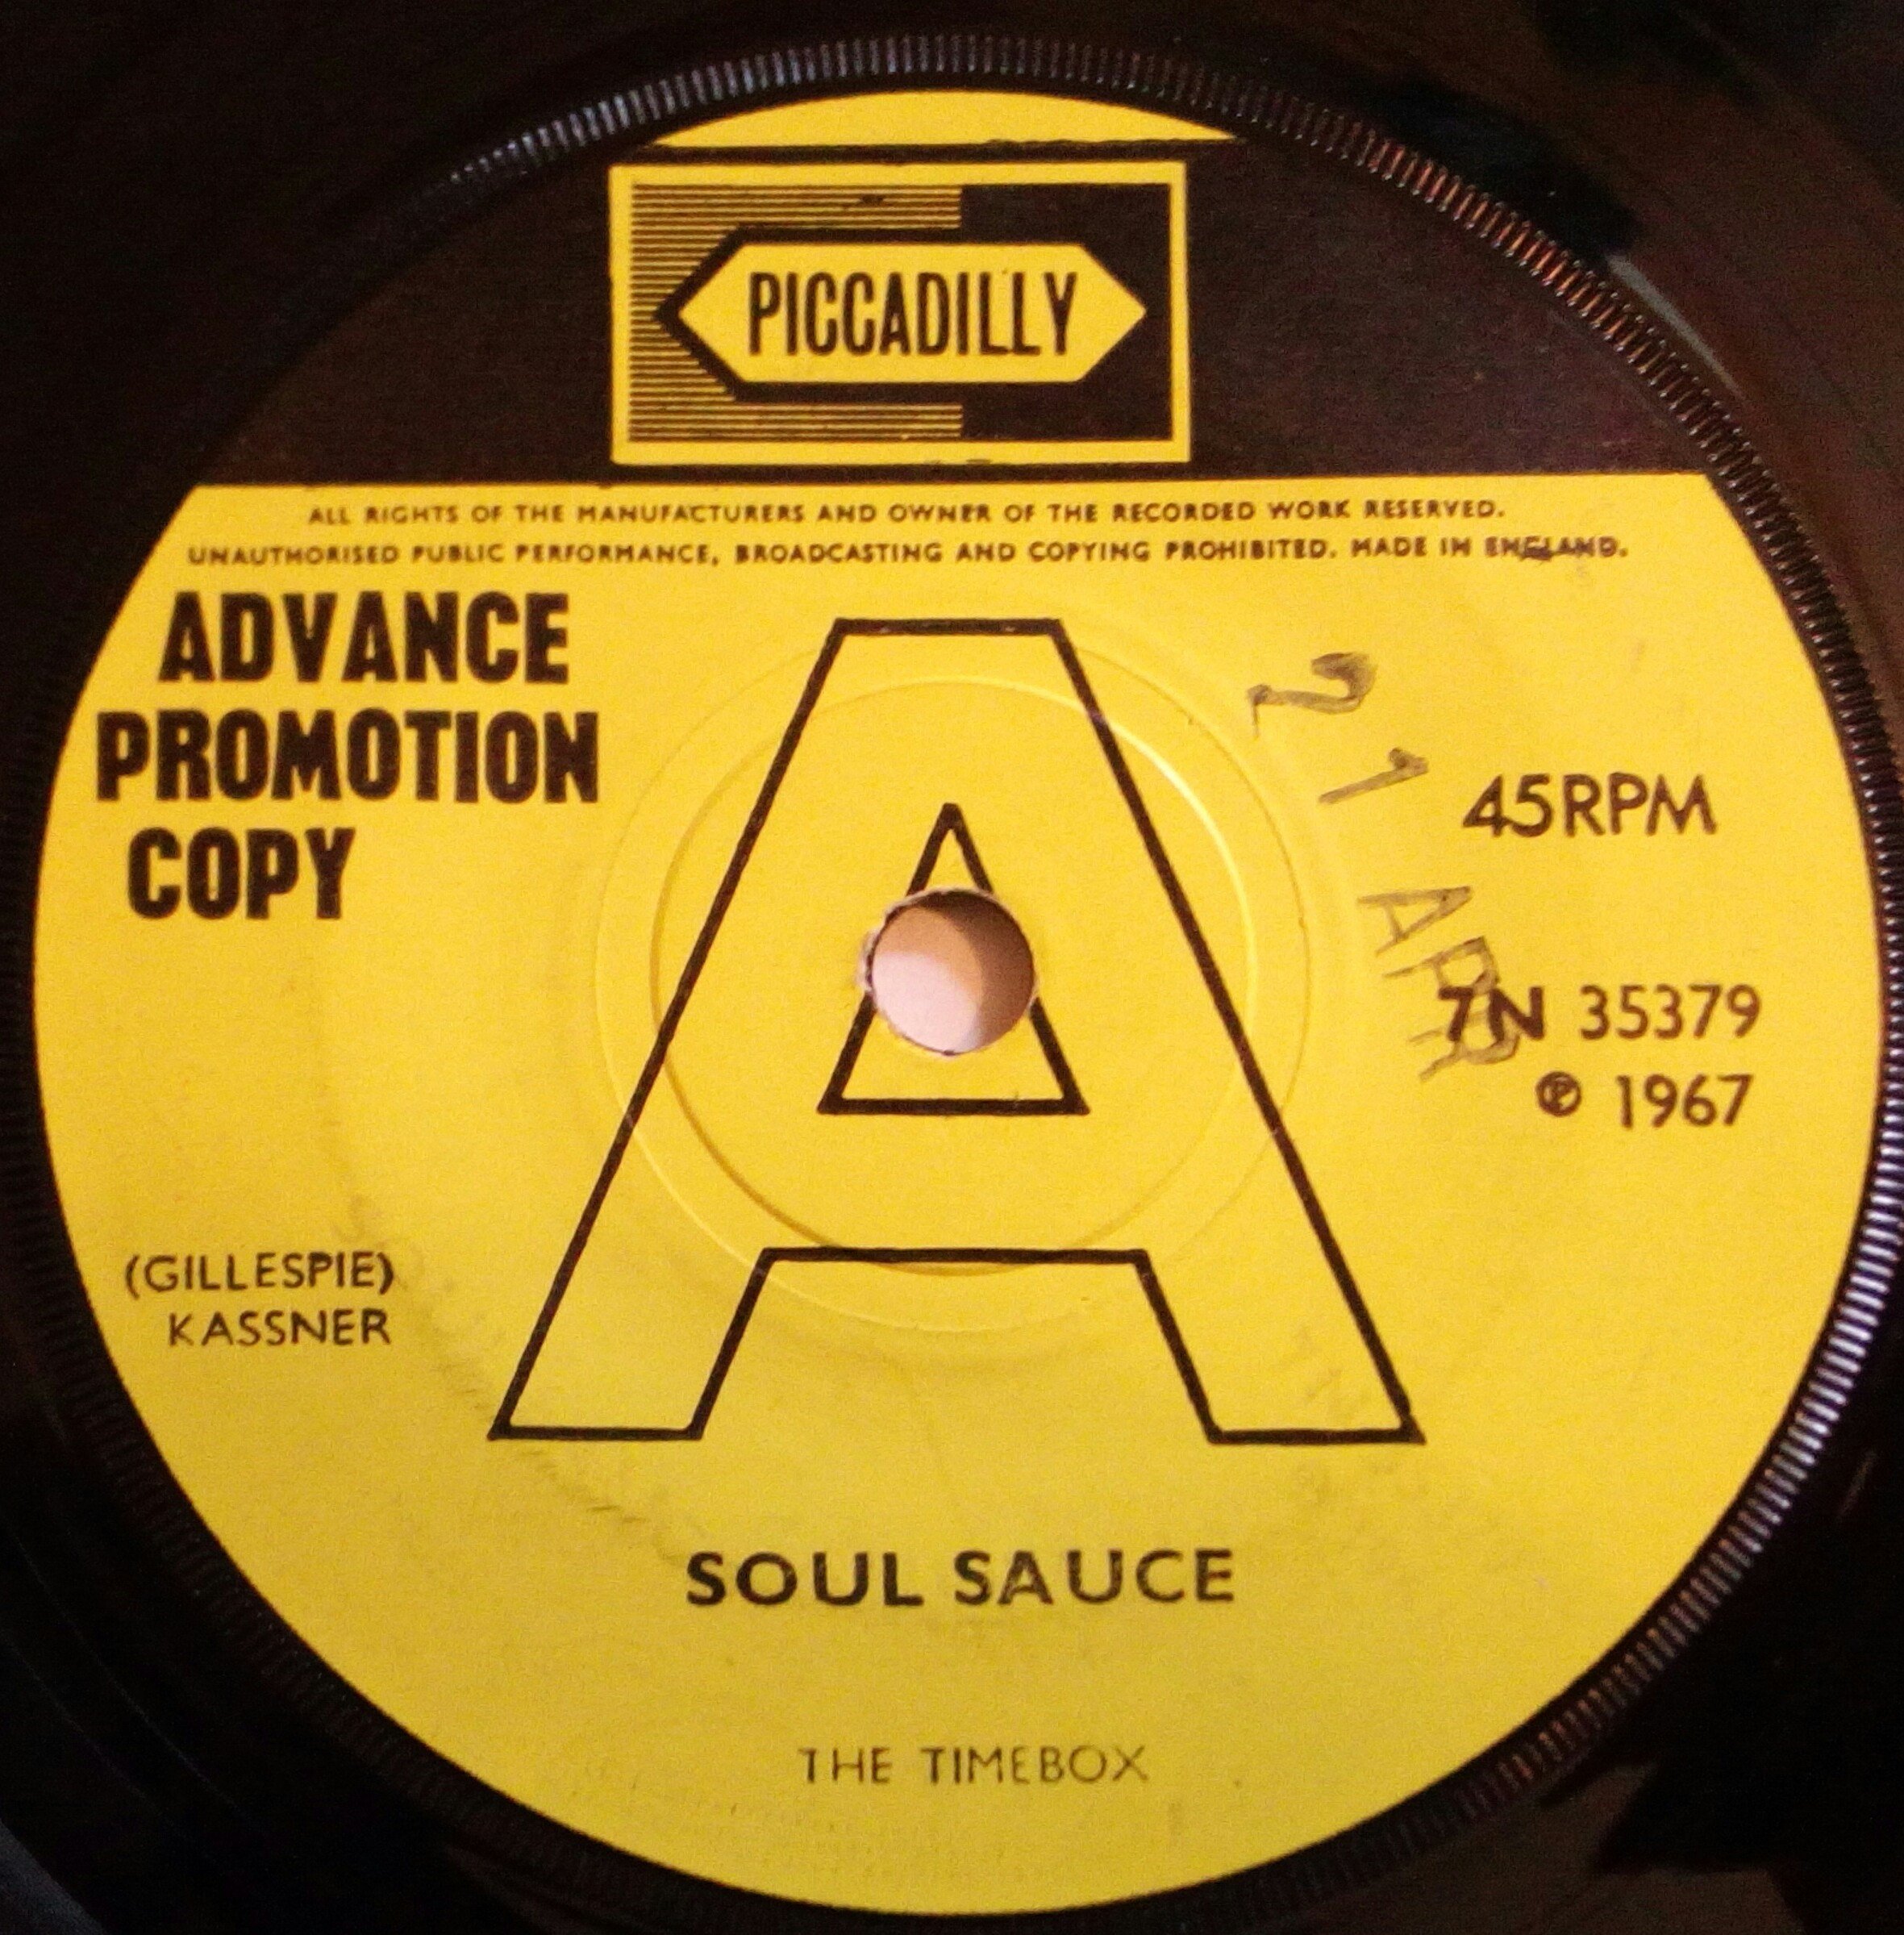 PICCADILLY
ALL RIGHTS OF THE MANUFACTURERS AND OWNER OF THE RECORDED WORK RESERVED.
UNAUTHORISED PUBLIC PERFORMANCE, BROADCASTING AND COPYING PROHIBITED. MADE IN ENGLAND.
ADVANCE
PROMOTION
COPY
A
21 APR
45RPM
7N 35379
℗ 1967
(GILLESPIE)
KASSNER
SOUL SAUCE
THE TIMEBOX